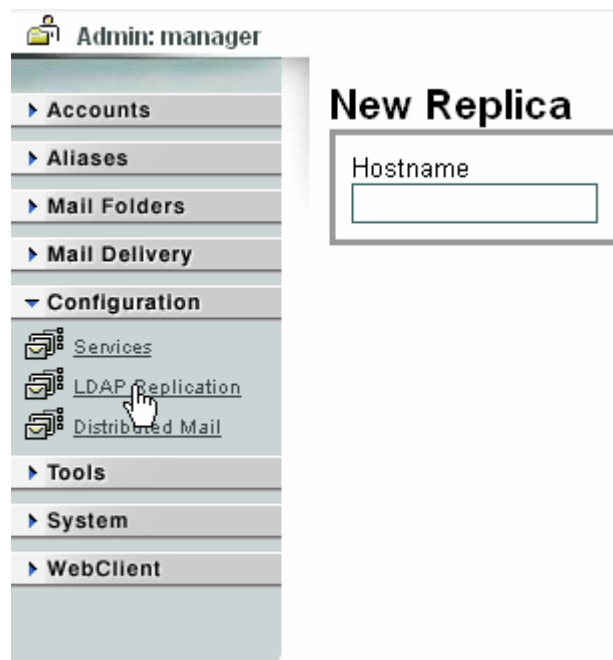 Admin: manager
Accounts
Aliases
Mail Folders
Mail Delivery
Configuration
Services
LDAP Replication
Distributed Mail
Tools
System
WebClient
New Replica
Hostname